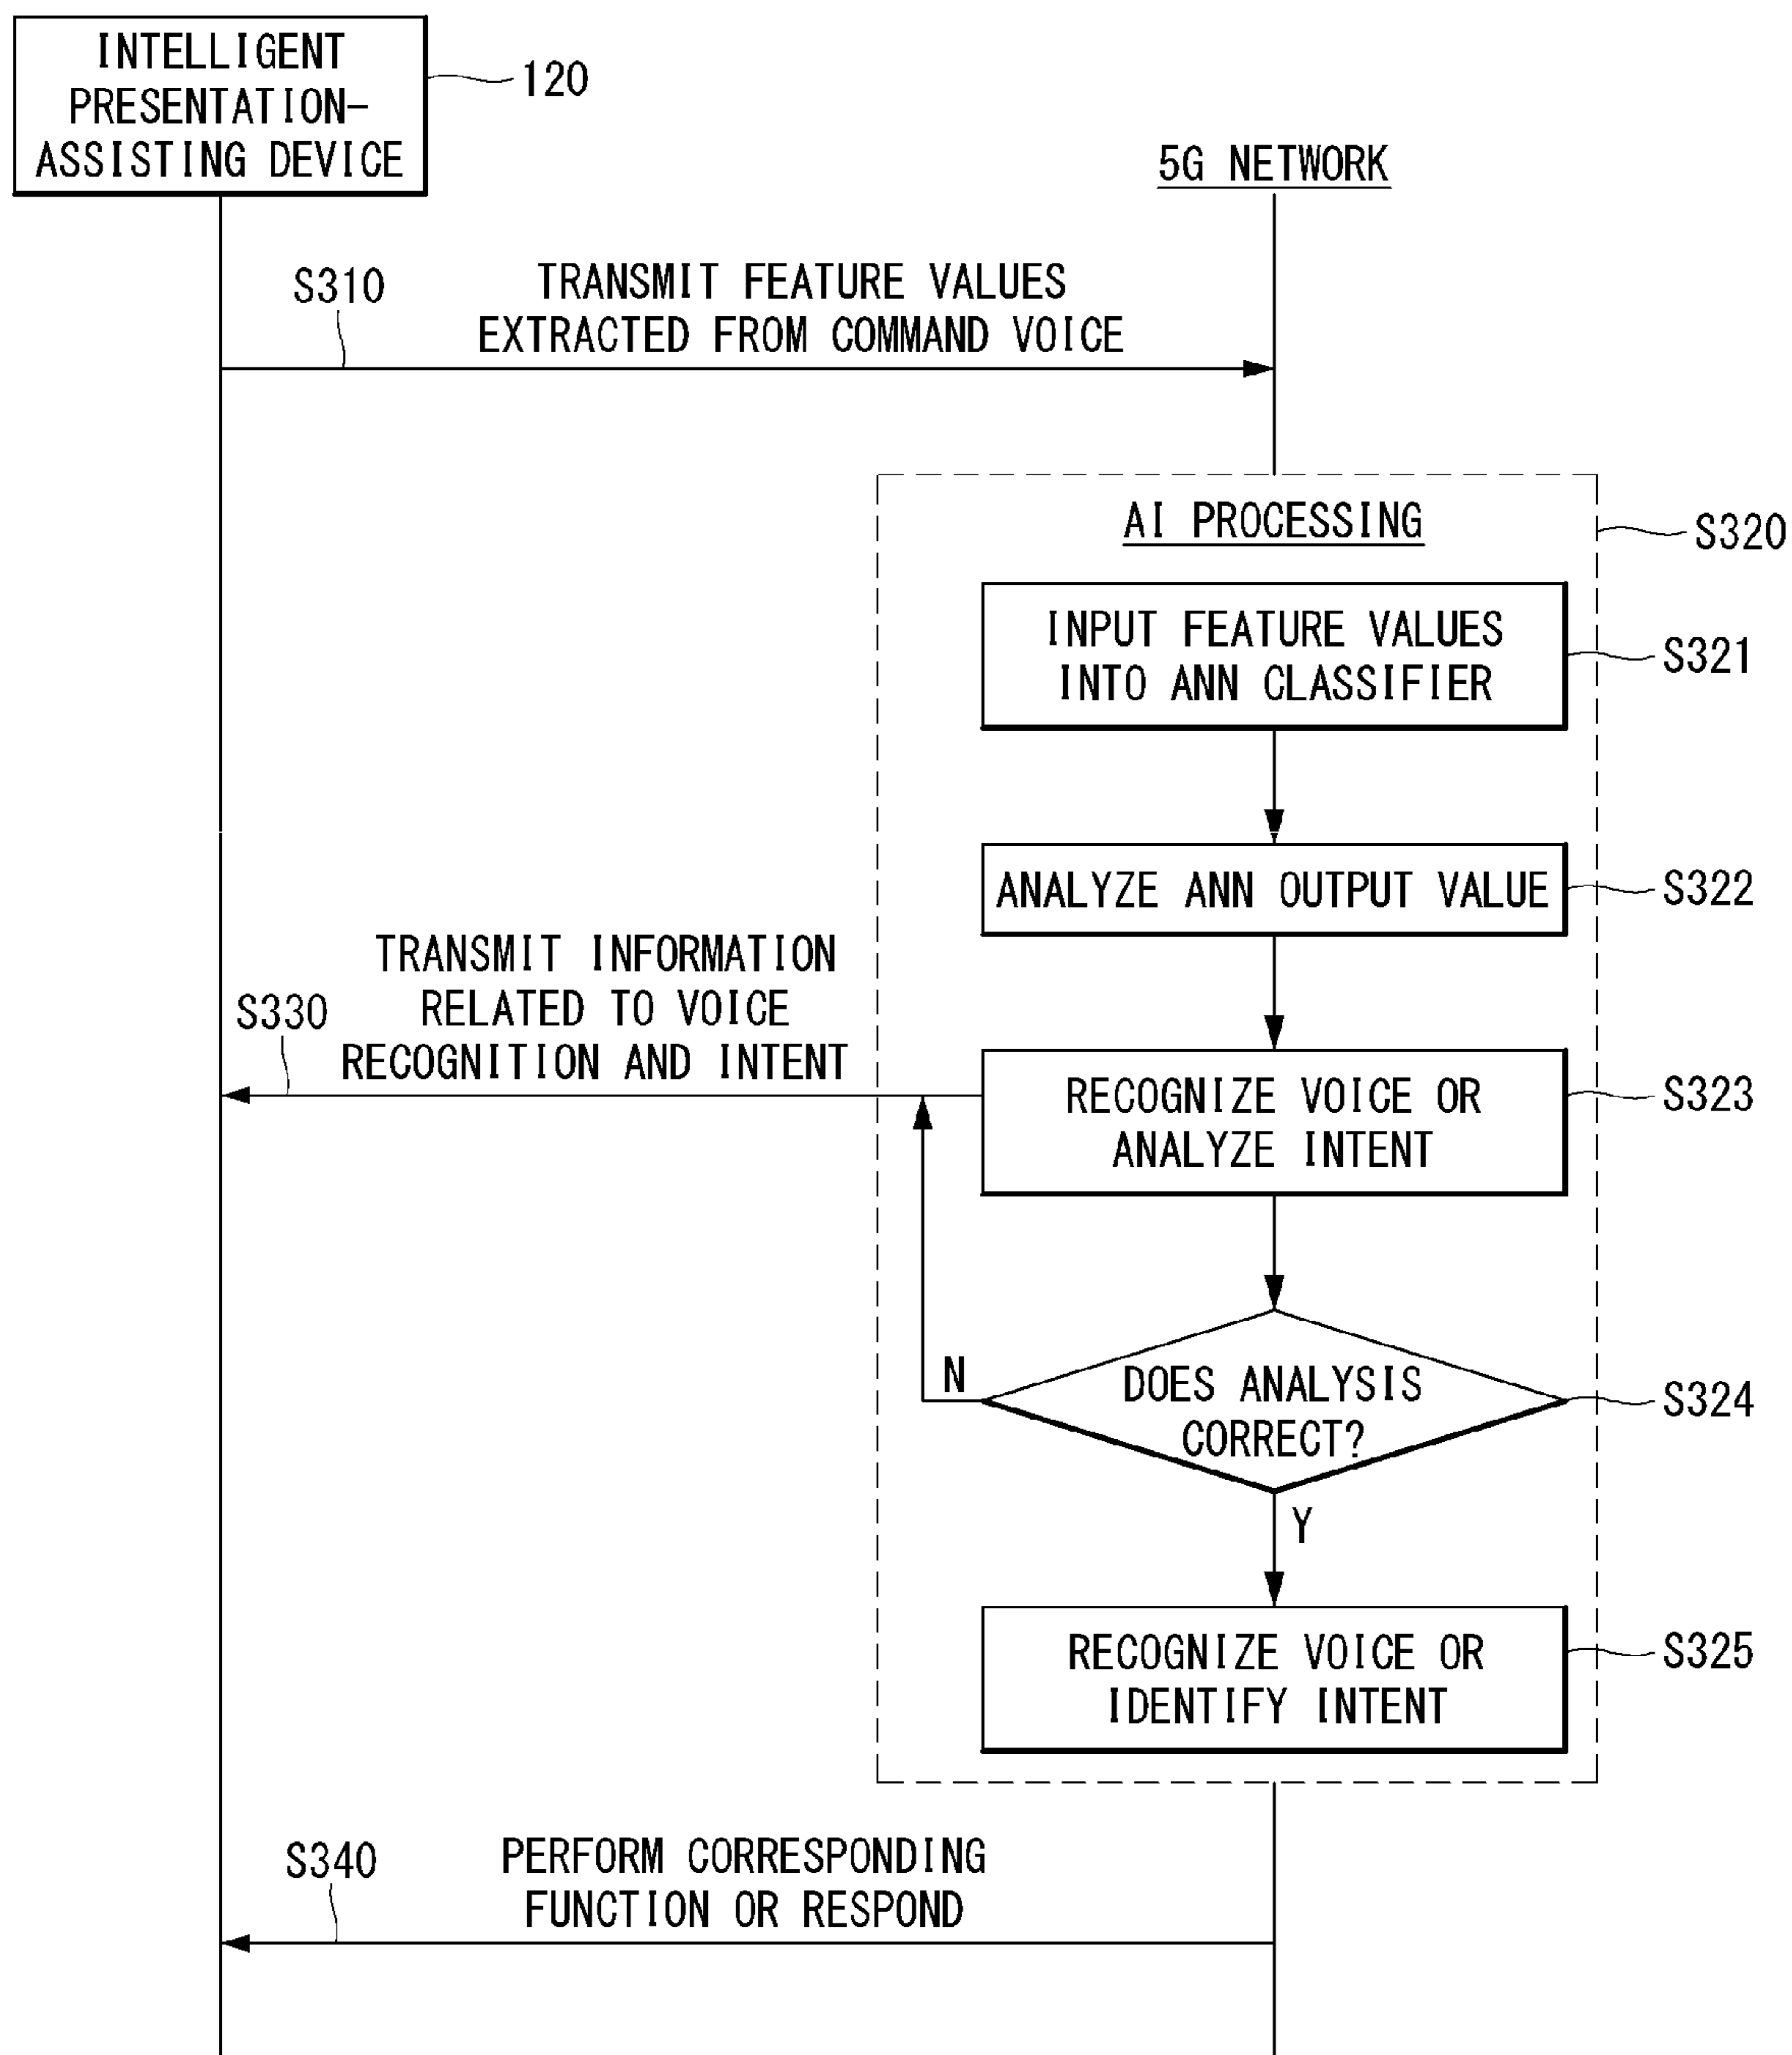 INTELLIGENT
PRESENTATION-
ASSISTING DEVICE
120
5G NETWORK
S310
TRANSMIT FEATURE VALUES
EXTRACTED FROM COMMAND VOICE
AI PROCESSING
S320
INPUT FEATURE VALUES
INTO ANN CLASSIFIER
S321
ANALYZE ANN OUTPUT VALUE
S322
TRANSMIT INFORMATION
RELATED TO VOICE
RECOGNITION AND INTENT
S330
RECOGNIZE VOICE OR
ANALYZE INTENT
S323
N
DOES ANALYSIS
CORRECT?
S324
Y
RECOGNIZE VOICE OR
IDENTIFY INTENT
S325
S340
PERFORM CORRESPONDING
FUNCTION OR RESPOND